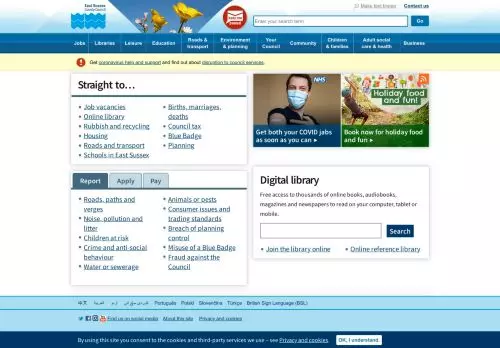 Make text bigger
East Sussex
County Council
Enter your search term
Go
Jobs
Libraries
Leisure
Education
Roads &
transport
Environment
& planning
Your
Council
Community
Children
& families
Adult social
care & health
Business
Get coronavirus help and support and find out about disruption to council services.
Straight to…
Job vacancies
Online library
Rubbish and recycling
Housing
Roads and transport
Schools in East Sussex
Births, marriages,
deaths
Council tax
Blue Badge
Planning
NHS
Get both your COVID jabs
as soon as you can
Holiday food
and fun!
Book now for holiday
food and fun
Report
Apply
Pay
Roads, paths and
verges
Noise, pollution and
litter
Children at risk
Crime and anti-social
behaviour
Water or sewerage
Animals or pests
Consumer issues and
trading standards
Breach of planning
control
Misuse of a Blue Badge
Fraud against the
Council
Digital library
Free access to thousands of online books, audiobooks,
magazines and newspapers to read on your computer, tablet or
mobile.
Search
Join the library online
Online reference library
中文
العربية
اردو
Português
Polski
Slovenčina
Türkçe
British Sign Language (BSL)
Find us on social media
About this site
Privacy and cookies
By using this site you consent to the cookies and third-party services we use – see Privacy and Cookies
OK, I understand.